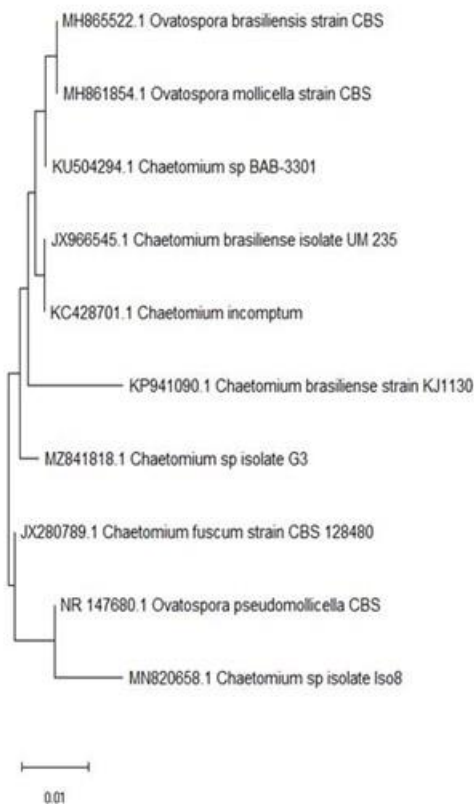 MH865522.1 Ovatospora brasiliensis strain CBS
MH861854.1 Ovatospora mollicella strain CBS
KU504294.1 Chaetomium sp BAB-3301
JX966545.1 Chaetomium brasiliense isolate UM 235
KC428701.1 Chaetomium incomptum
KP941090.1 Chaetomium brasiliense strain KJ1130
MZ841818.1 Chaetomium sp isolate G3
JX280789.1 Chaetomium fuscum strain CBS 128480
NR 147680.1 Ovatospora pseudomollicella CBS
MN820658.1 Chaetomium sp isolate Iso8
0.01